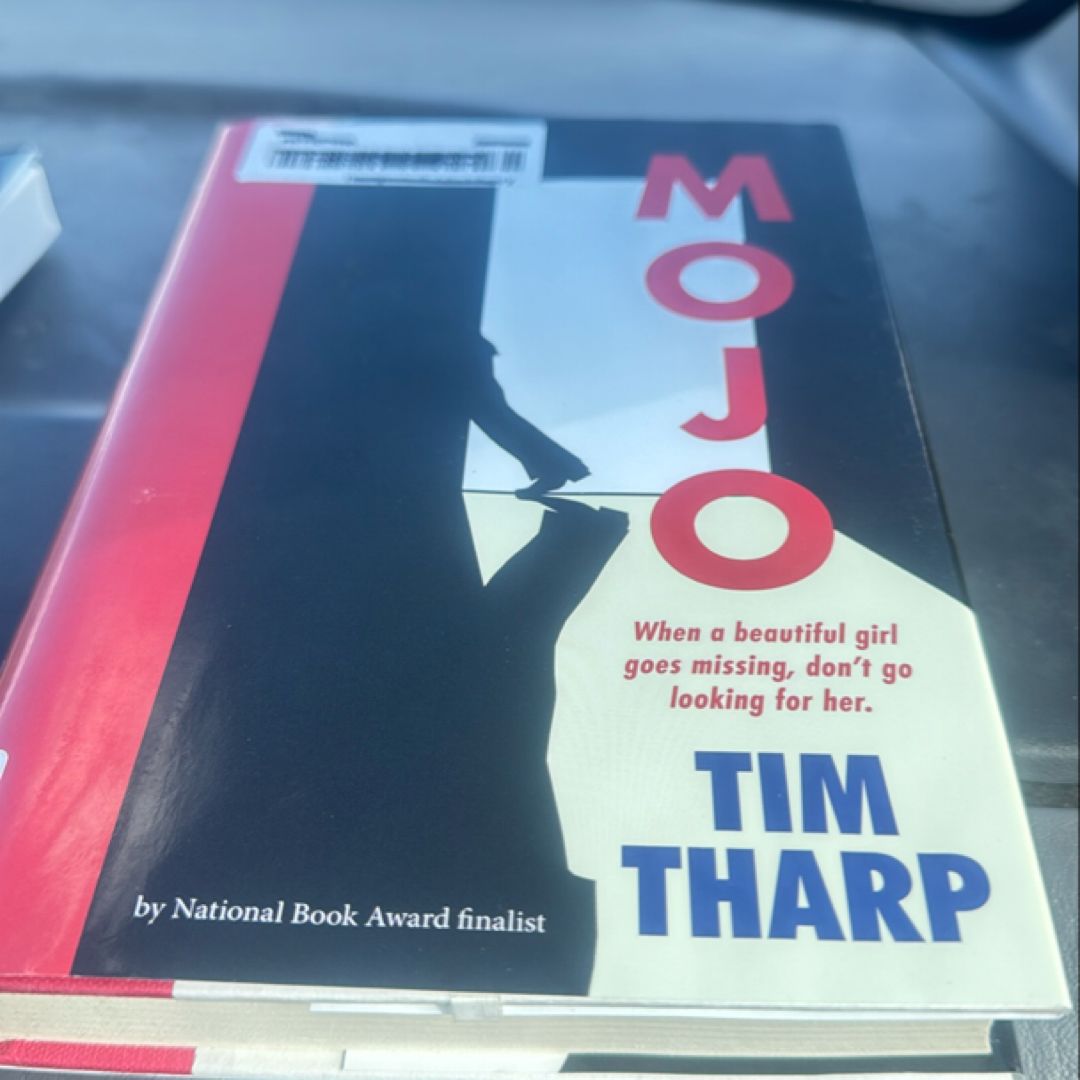 MOJO
When a beautiful girl
goes missing, don't go
looking for her.
TIM
THARP
by National Book Award finalist